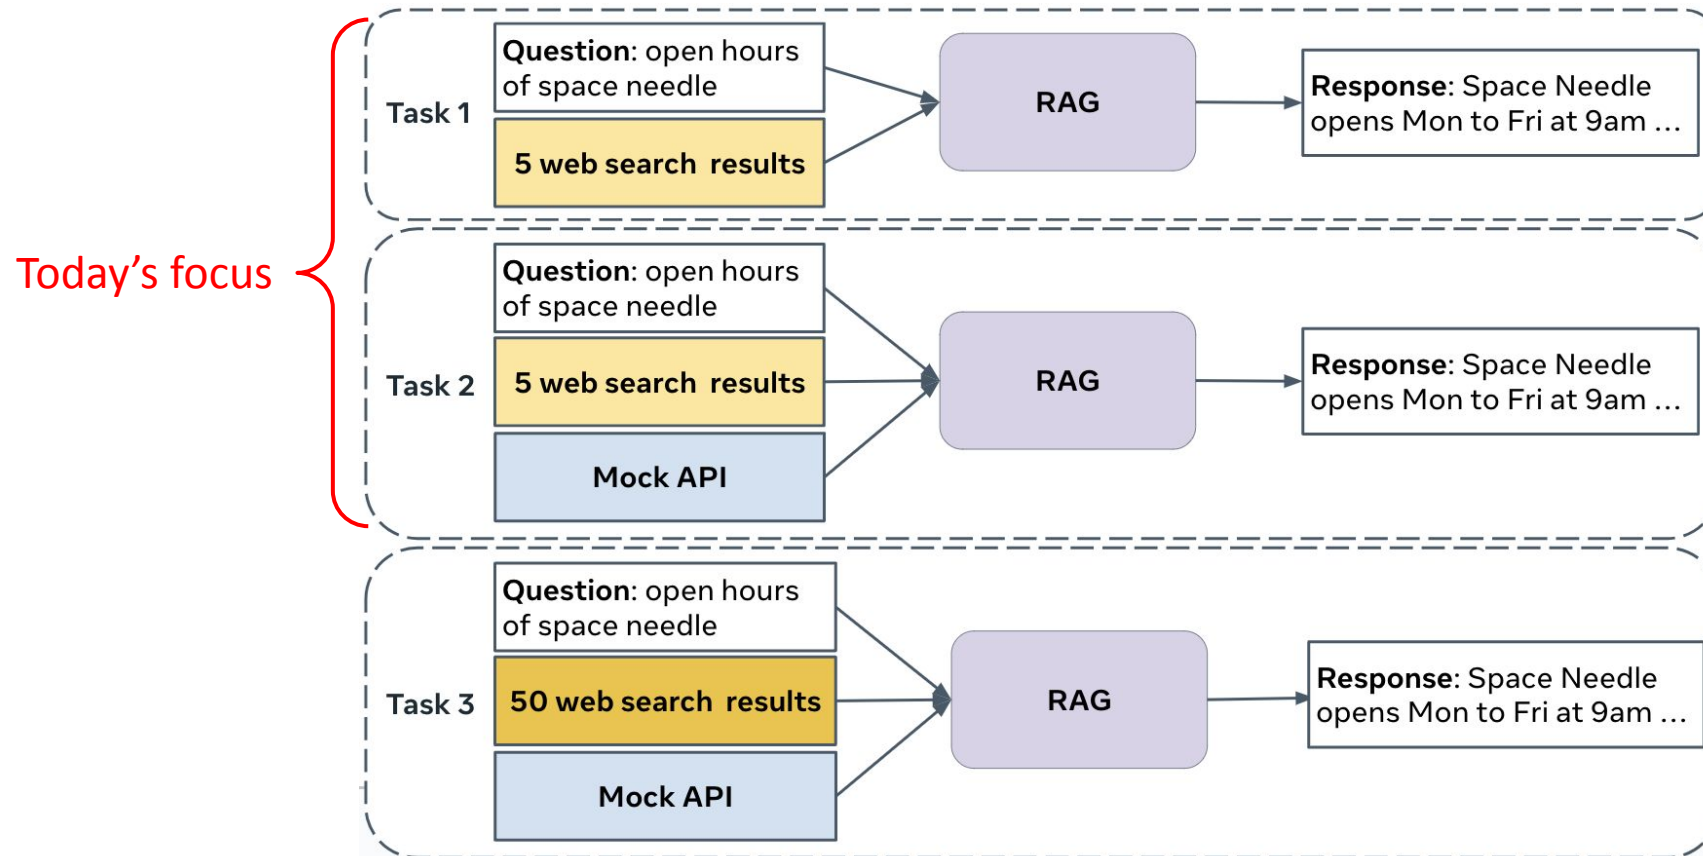 Today's focus
Task 1
Question: open hours
of space needle
5 web search results
RAG
Response: Space Needle
opens Mon to Fri at 9am ...
Task 2
Question: open hours
of space needle
5 web search results
Mock API
RAG
Response: Space Needle
opens Mon to Fri at 9am ...
Task 3
Question: open hours
of space needle
50 web search results
Mock API
RAG
Response: Space Needle
opens Mon to Fri at 9am ...